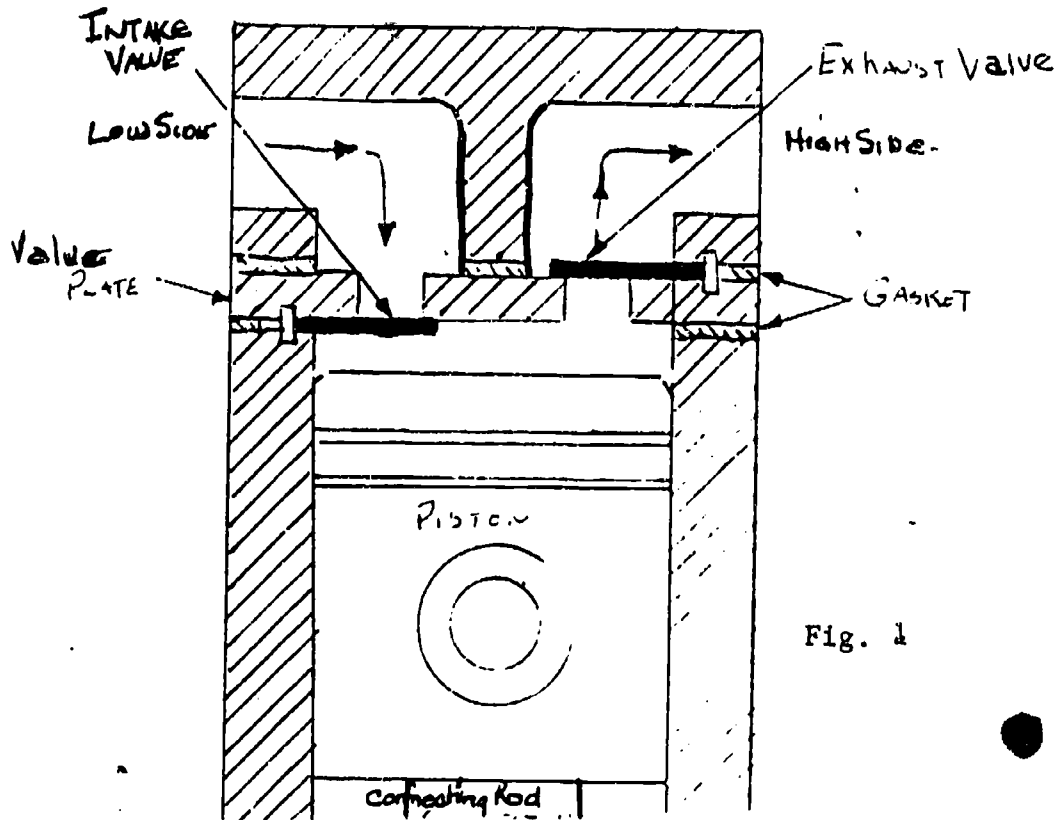 INTAKE
VALVE
Exhaust Valve
Low Side
High Side
Valve
PLATE
GASKET
PISTON
Fig. 1
Connecting Rod